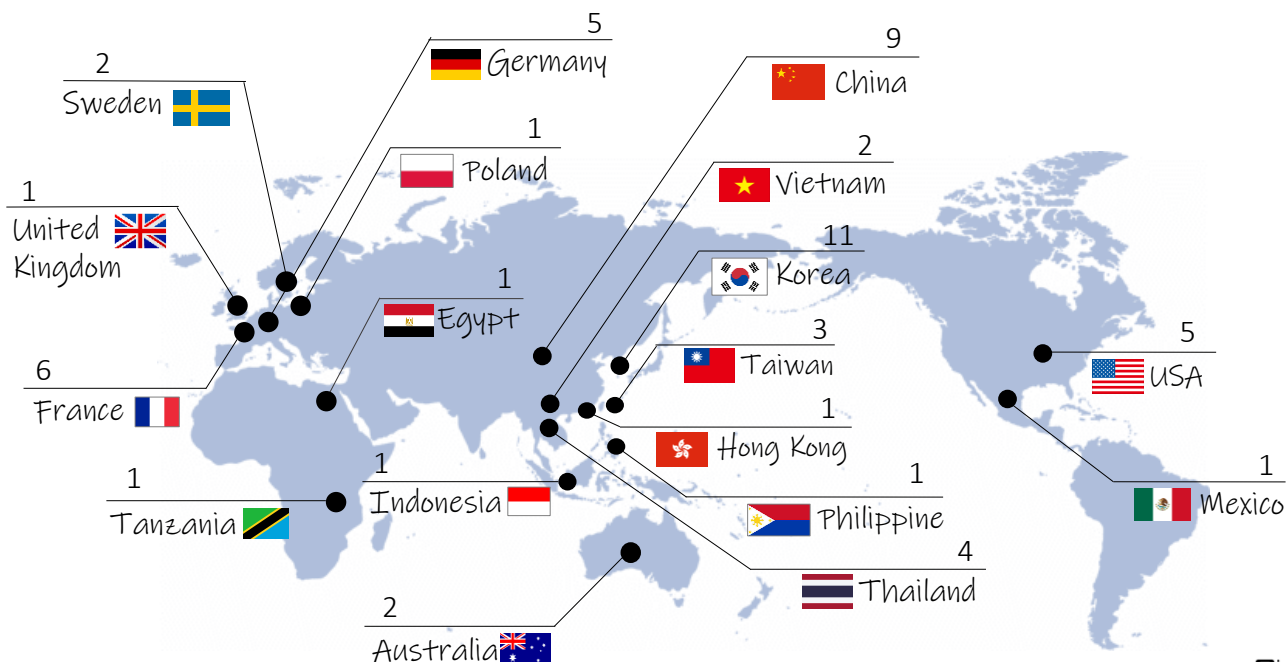 5
Germany
9
China
2
Sweden
1
Poland
2
Vietnam
1
United
Kingdom
11
Korea
1
Egypt
3
Taiwan
5
USA
6
France
1
Hong Kong
1
Tanzania
1
Indonesia
1
Philippine
1
Mexico
4
Thailand
2
Australia